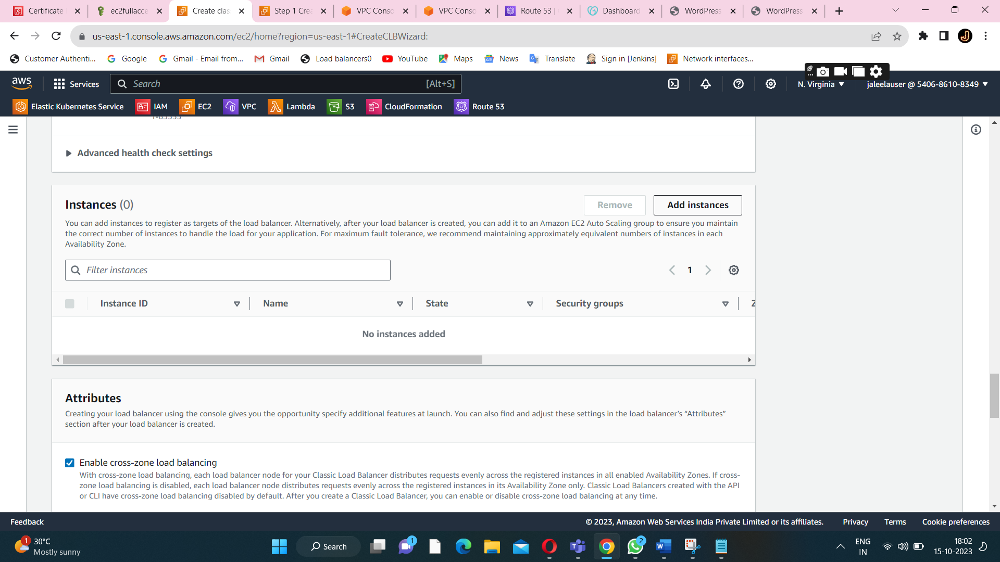 Certificate
ec2fullacce
Create clas
Step 1 Crea
VPC Conso
VPC Conso
Route 53 |
Dashboard
WordPress
WordPress
us-east-1.console.aws.amazon.com/ec2/home?region=us-east-1#CreateCLBWizard:
Customer Authenti...
Google
Gmail - Email from...
Gmail
Load balancers0
YouTube
Maps
News
Translate
Sign in [Jenkins]
Network interfaces...
aws
Services
Search
[Alt+S]
N. Virginia
jaleelauser @ 5406-8610-8349
Elastic Kubernetes Service
IAM
EC2
VPC
Lambda
S3
CloudFormation
Route 53
1-65535
Advanced health check settings
Instances (0)
Remove
Add instances
You can add instances to register as targets of the load balancer. Alternatively, after your load balancer is created, you can add it to an Amazon EC2 Auto Scaling group to ensure you maintain
the correct number of instances to handle the load for your application. For maximum fault tolerance, we recommend maintaining approximately equivalent numbers of instances in each
Availability Zone.
Filter instances
1
Instance ID
Name
State
Security groups
Z
No instances added
Attributes
Creating your load balancer using the console gives you the opportunity specify additional features at launch. You can also find and adjust these settings in the load balancer's “Attributes”
section after your load balancer is created.
Enable cross-zone load balancing
With cross-zone load balancing, each load balancer node for your Classic Load Balancer distributes requests evenly across the registered instances in all enabled Availability Zones. If cross-
zone load balancing is disabled, each load balancer node distributes requests evenly across the registered instances in its Availability Zone only. Classic Load Balancers created with the API
or CLI have cross-zone load balancing disabled by default. After you create a Classic Load Balancer, you can enable or disable cross-zone load balancing at any time.
Feedback
© 2023, Amazon Web Services India Private Limited or its affiliates.
Privacy
Terms
Cookie preferences
1
30°C
Mostly sunny
Search
1
2
ENG
IN
18:02
15-10-2023